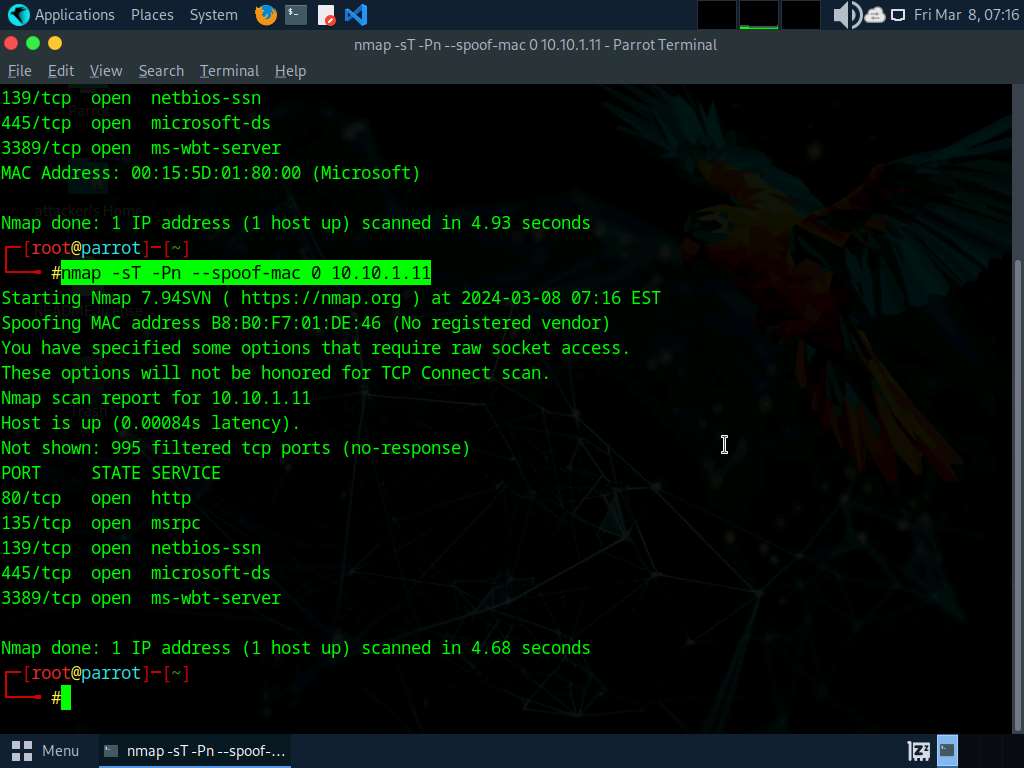 Applications Places System Fri Mar 8, 07:16
nmap -sT -Pn --spoof-mac 0 10.10.1.11 - Parrot Terminal
File Edit View Search Terminal Help
139/tcp open netbios-ssn
445/tcp open microsoft-ds
3389/tcp open ms-wbt-server
MAC Address: 00:15:5D:01:80:00 (Microsoft)
Nmap done: 1 IP address (1 host up) scanned in 4.93 seconds
[root@parrot]─[~]
#nmap -sT -Pn --spoof-mac 0 10.10.1.11
Starting Nmap 7.94SVN ( https://nmap.org ) at 2024-03-08 07:16 EST
Spoofing MAC address B8:B0:F7:01:DE:46 (No registered vendor)
You have specified some options that require raw socket access.
These options will not be honored for TCP Connect scan.
Nmap scan report for 10.10.1.11
Host is up (0.00084s latency).
Not shown: 995 filtered tcp ports (no-response)
PORT STATE SERVICE
80/tcp open http
135/tcp open msrpc
139/tcp open netbios-ssn
445/tcp open microsoft-ds
3389/tcp open ms-wbt-server
Nmap done: 1 IP address (1 host up) scanned in 4.68 seconds
[root@parrot]─[~]
#
Menu nmap -sT -Pn --spoof-...